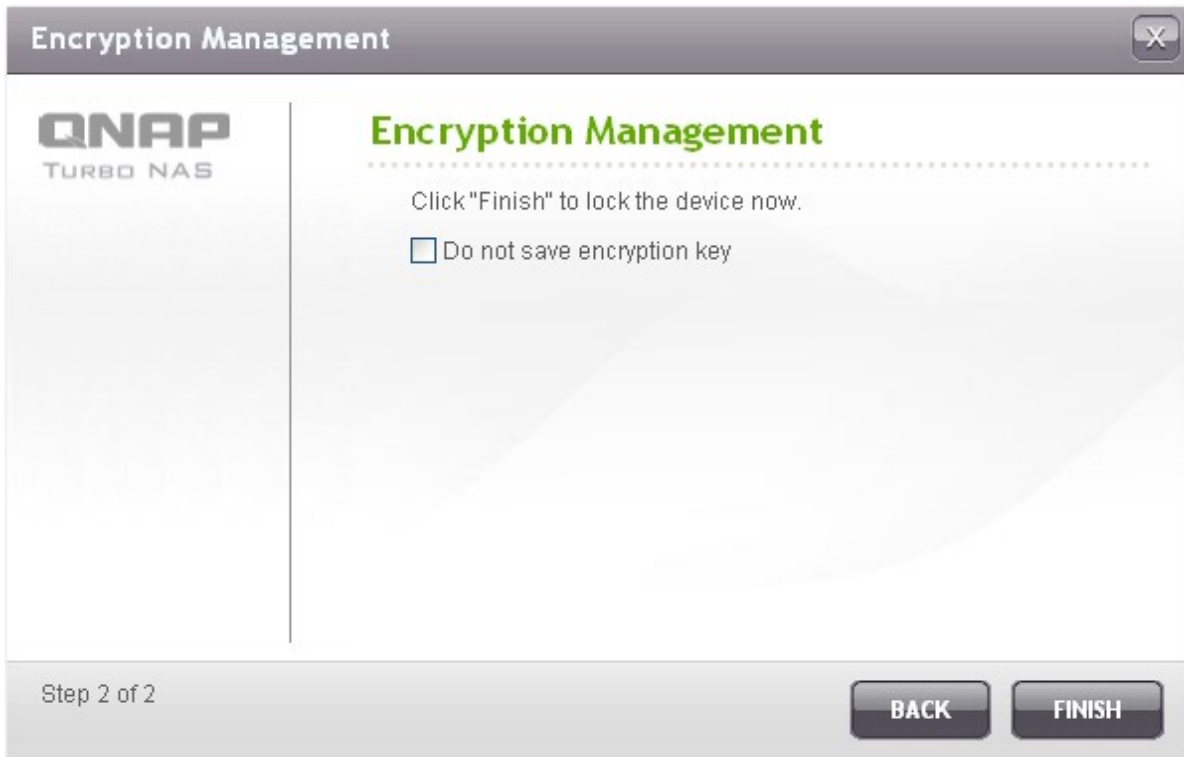 Encryption Management
X
QNAP
TURBO NAS
Encryption Management
Click "Finish" to lock the device now.
Do not save encryption key
Step 2 of 2
BACK
FINISH